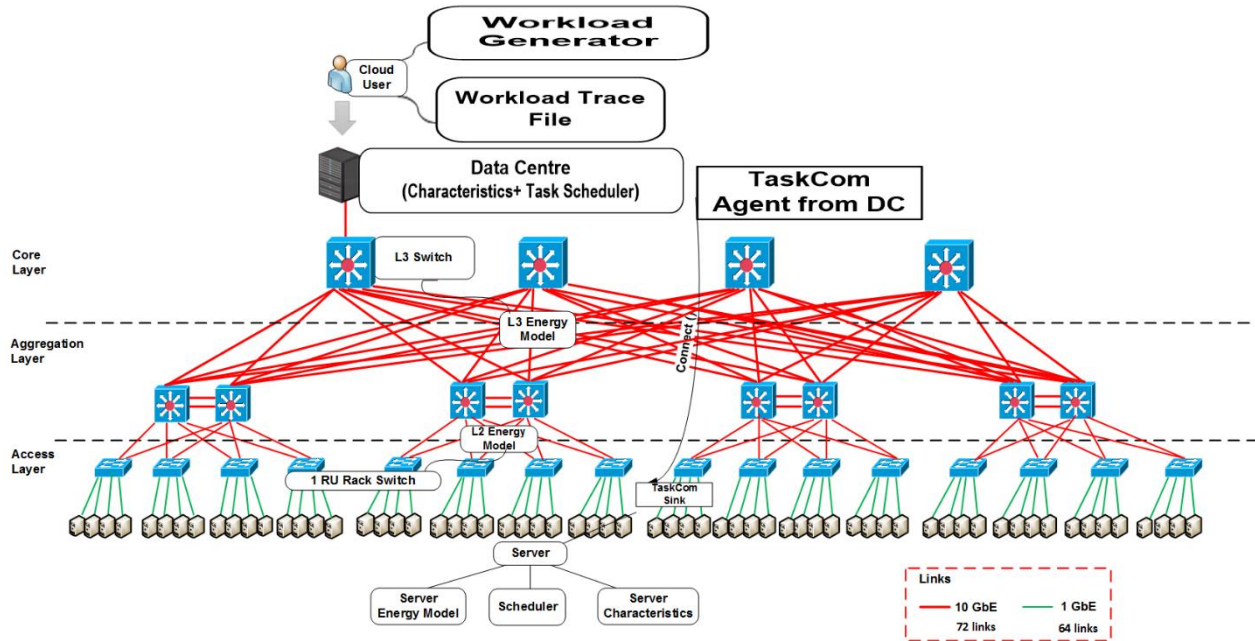 Workload
Generator
Cloud
User
Workload Trace
File
Data Centre
(Characteristics+ Task Scheduler)
TaskCom
Agent from DC
Core
Layer
L3 Switch
L3 Energy
Model
Connect ()
Aggregation
Layer
L2 Energy
Model
Access
Layer
1 RU Rack Switch
TaskCom
Sink
Server
Server
Energy Model
Scheduler
Server
Characteristics
Links
10 GbE
1 GbE
72 links
64 links